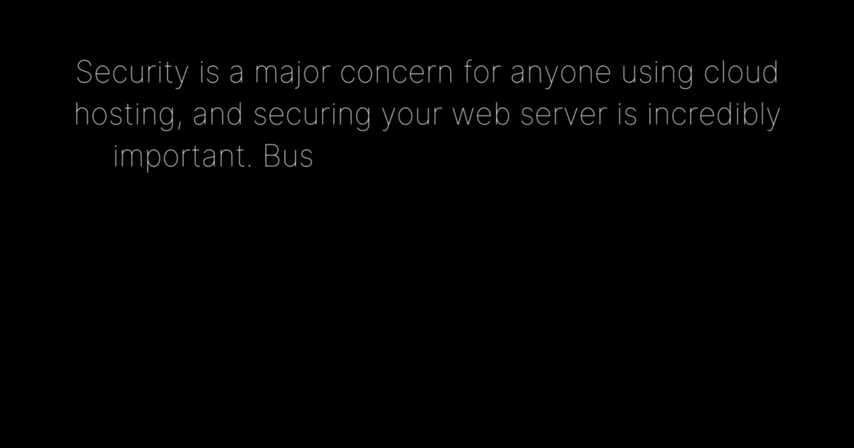 Security is a major concern for anyone using cloud
hosting, and securing your web server is incredibly
important. Bus